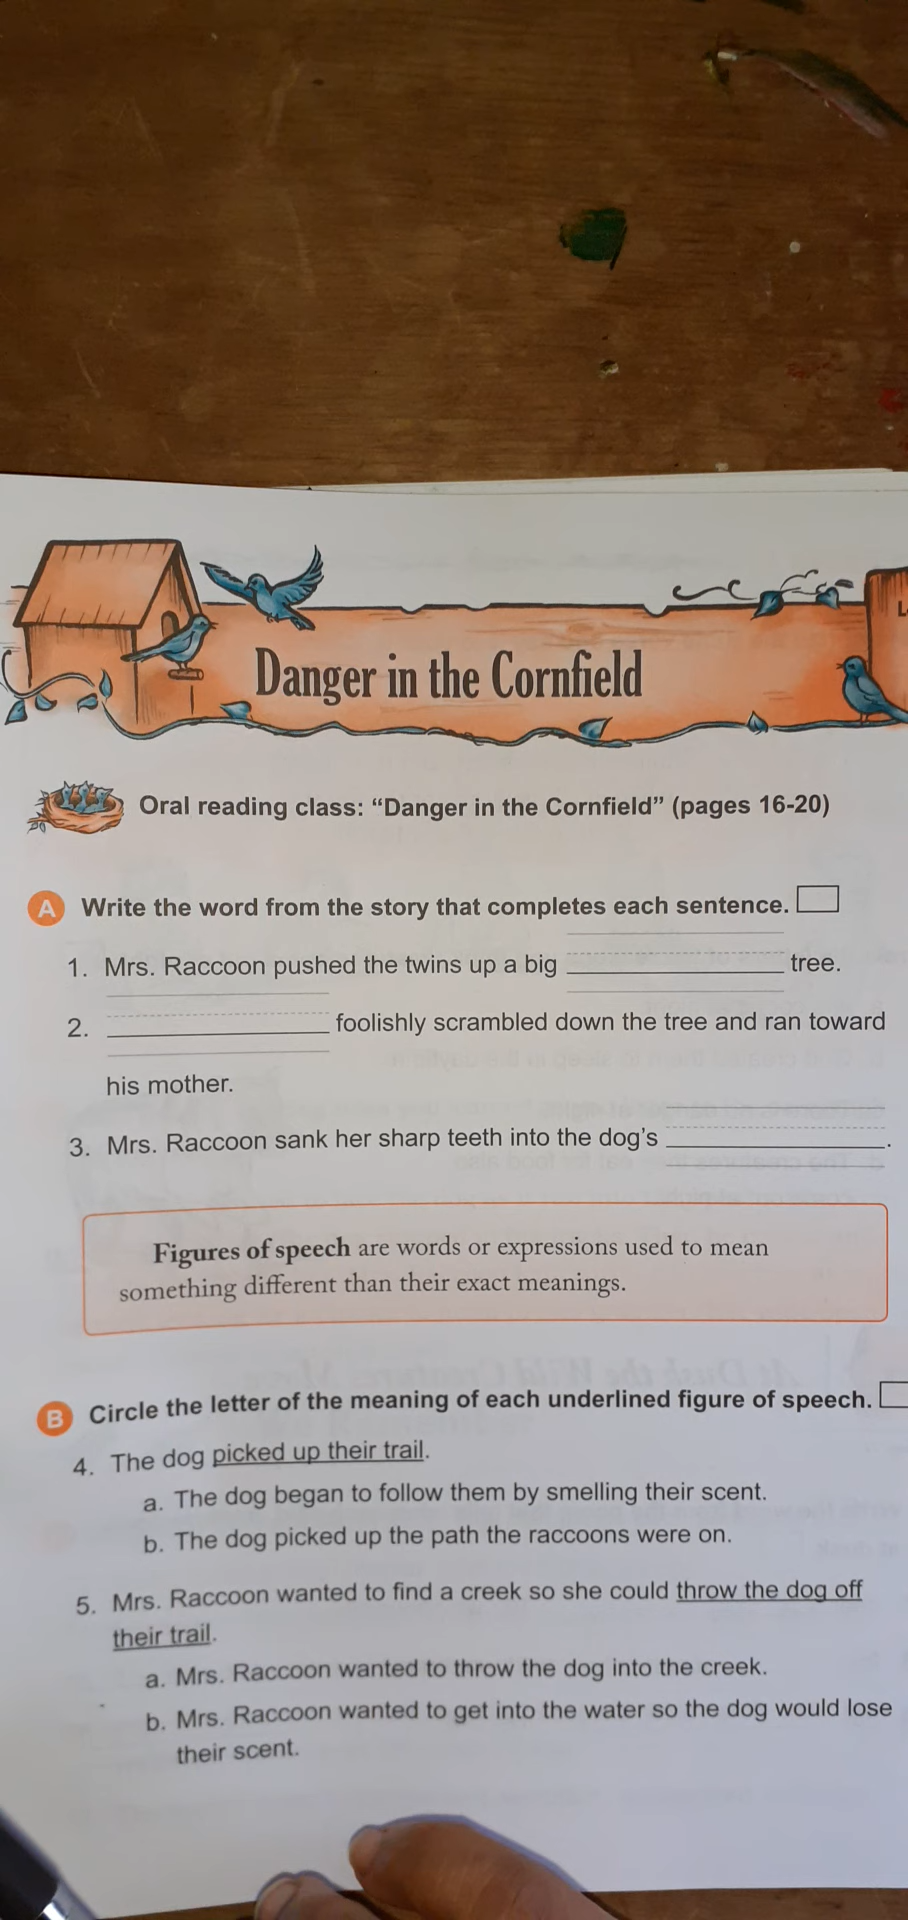 Danger in the Cornfield
Oral reading class: “Danger in the Cornfield” (pages 16-20)
A Write the word from the story that completes each sentence.
1. Mrs. Raccoon pushed the twins up a big ____ tree.
2. ____ foolishly scrambled down the tree and ran toward
his mother.
3. Mrs. Raccoon sank her sharp teeth into the dog’s ____.
Figures of speech are words or expressions used to mean
something different than their exact meanings.
B Circle the letter of the meaning of each underlined figure of speech.
4. The dog picked up their trail.
a. The dog began to follow them by smelling their scent.
b. The dog picked up the path the raccoons were on.
5. Mrs. Raccoon wanted to find a creek so she could throw the dog off
their trail.
a. Mrs. Raccoon wanted to throw the dog into the creek.
b. Mrs. Raccoon wanted to get into the water so the dog would lose
their scent.